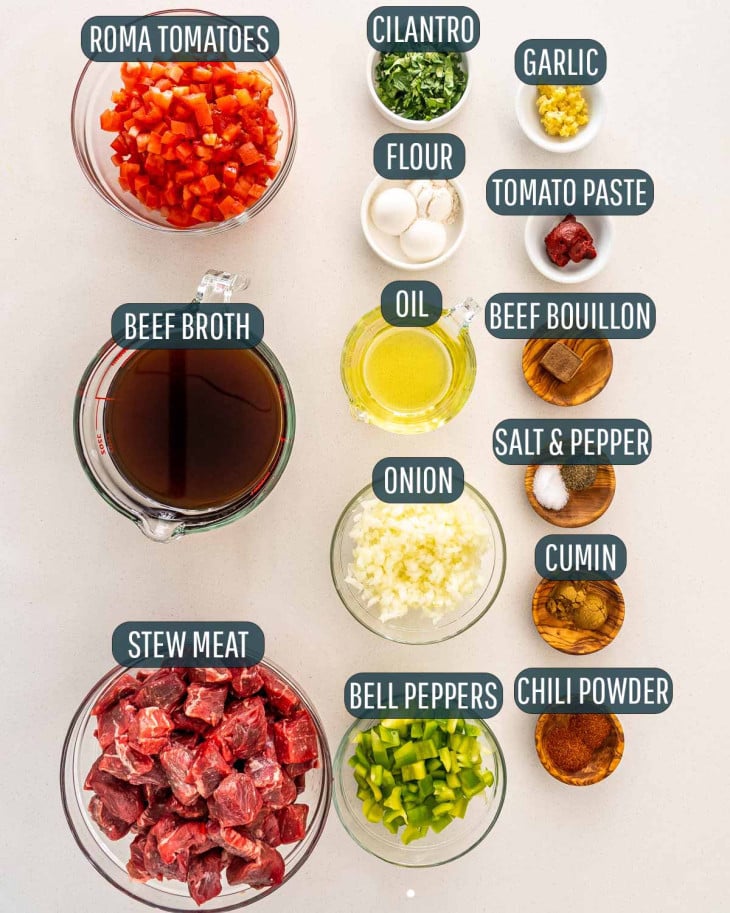 ROMA TOMATOES
CILANTRO
GARLIC
FLOUR
TOMATO PASTE
BEEF BROTH
OIL
BEEF BOUILLON
SALT & PEPPER
ONION
CUMIN
STEW MEAT
BELL PEPPERS
CHILI POWDER